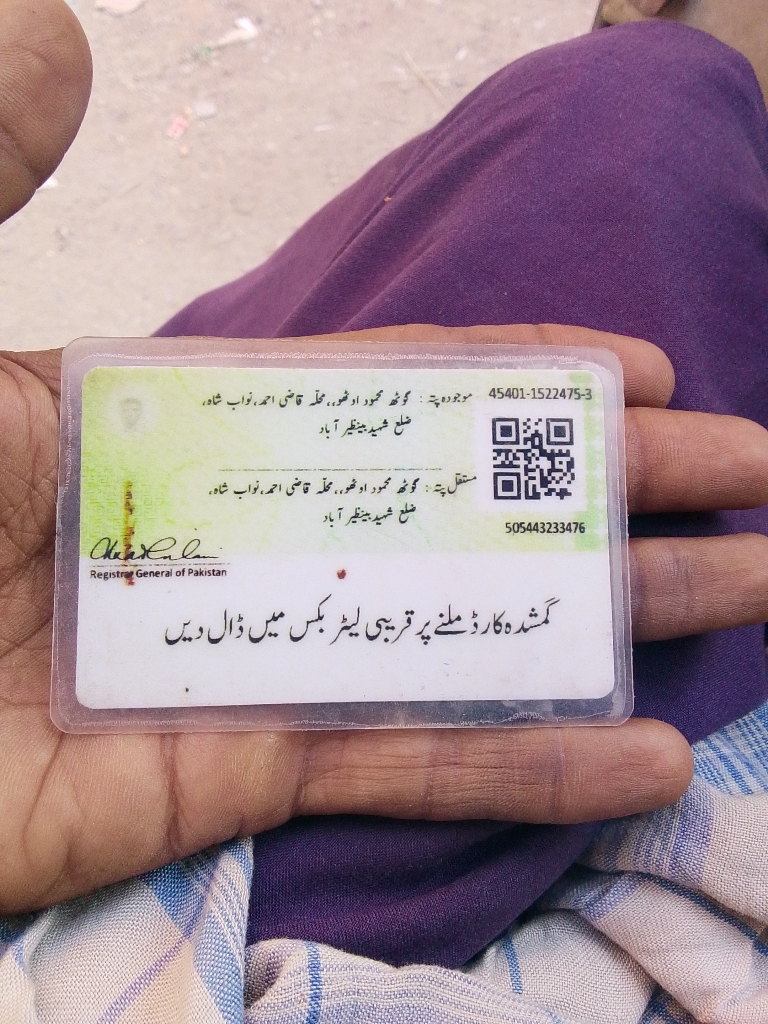 45401-1522475-3
موجودہ پتہ : گوٹھ محمود اوٹھو،، محلّہ قاضی احمد، نواب شاہ،
ضلع شہید بینظیر آباد
مستقل پتہ : گوٹھ محمود اوٹھو،، محلّہ قاضی احمد، نواب شاہ،
ضلع شہید بینظیر آباد
505443233476
Registrar General of Pakistan
گمشدہ کارڈ ملنے پر قریبی لیٹر بکس میں ڈال دیں